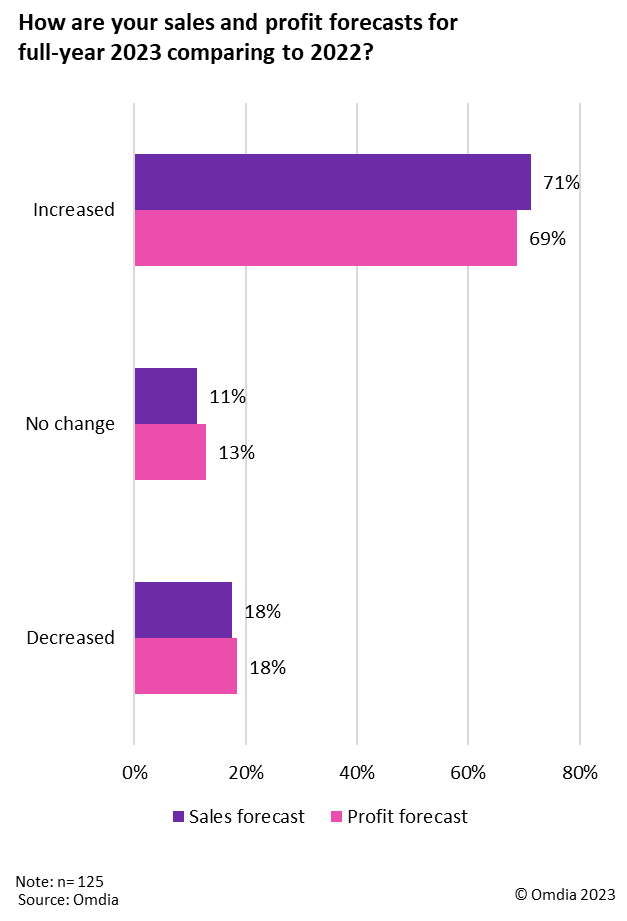 How are your sales and profit forecasts for
full-year 2023 comparing to 2022?
Increased
71%
69%
No change
11%
13%
Decreased
18%
18%
0% 20% 40% 60% 80%
Sales forecast Profit forecast
Note: n= 125
Source: Omdia
© Omdia 2023